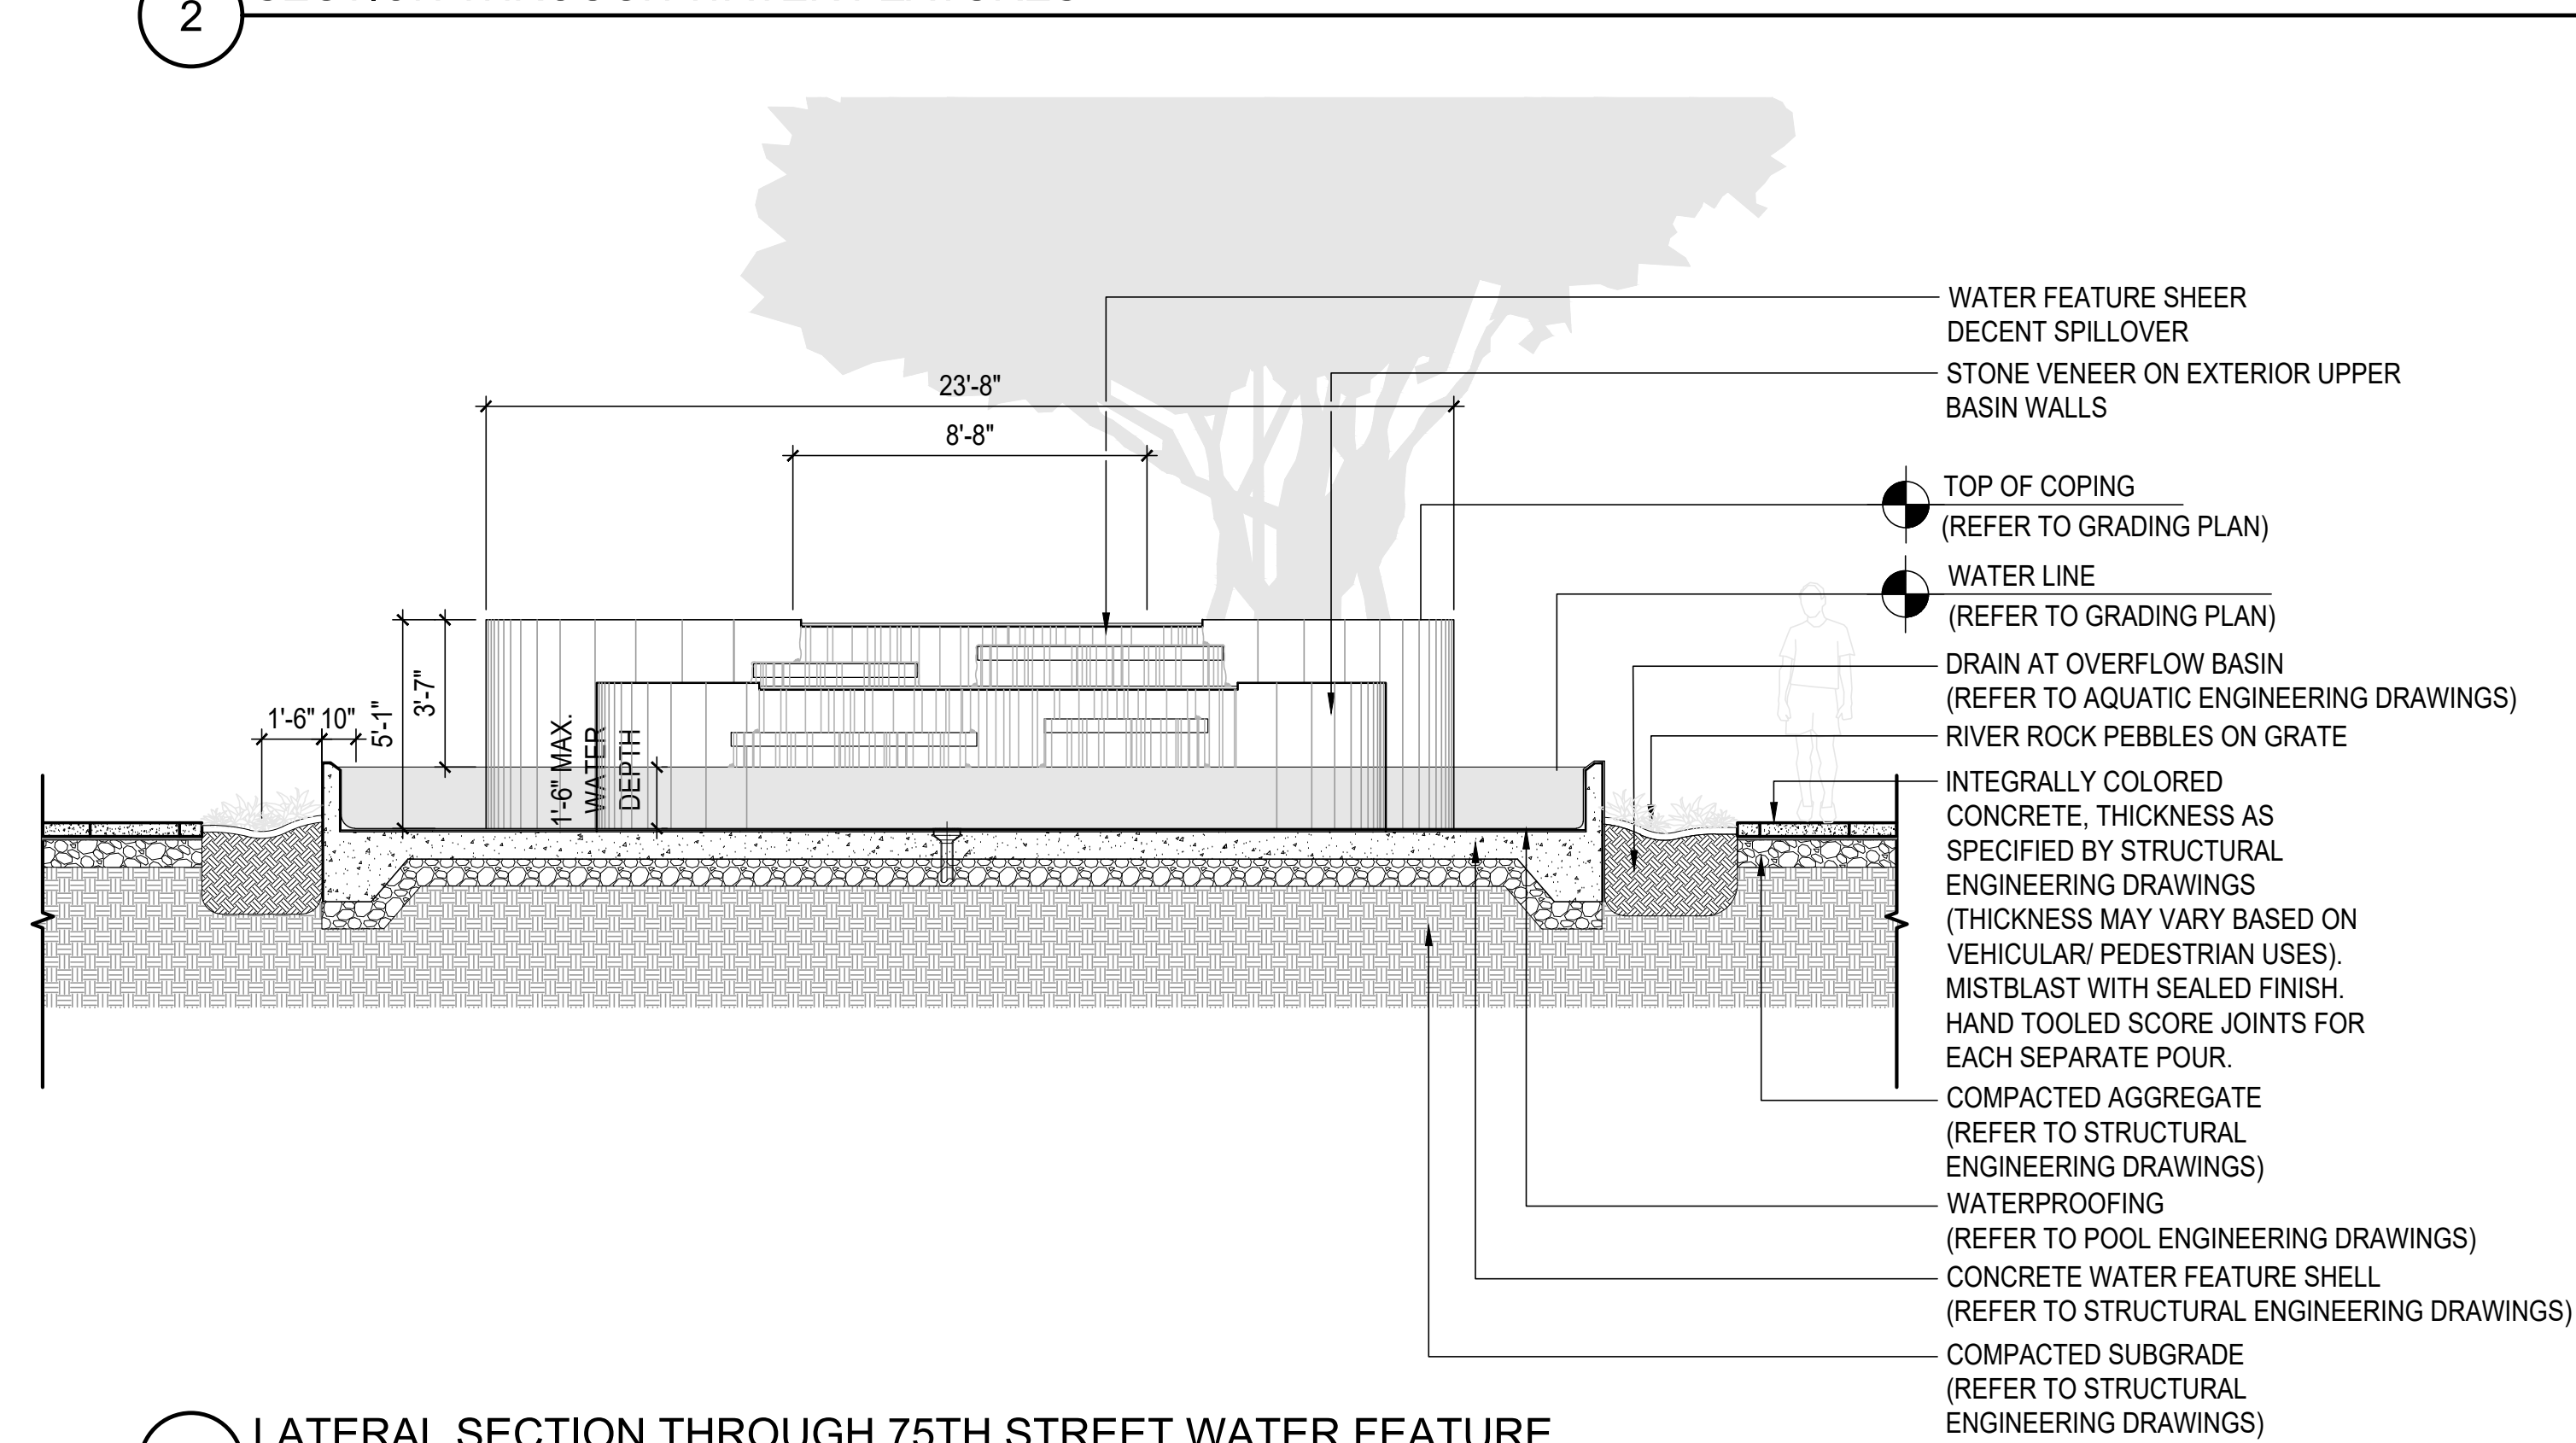 2
SECTION THROUGH WATER FEATURES
WATER FEATURE SHEER
DECENT SPILLOVER
STONE VENEER ON EXTERIOR UPPER
BASIN WALLS
23'-8"
8'-8"
TOP OF COPING
(REFER TO GRADING PLAN)
WATER LINE
(REFER TO GRADING PLAN)
1'-6" 10"
5'-1"
3'-7"
1'-6" MAX.
WATER
DEPTH
DRAIN AT OVERFLOW BASIN
(REFER TO AQUATIC ENGINEERING DRAWINGS)
RIVER ROCK PEBBLES ON GRATE
INTEGRALLY COLORED
CONCRETE, THICKNESS AS
SPECIFIED BY STRUCTURAL
ENGINEERING DRAWINGS
(THICKNESS MAY VARY BASED ON
VEHICULAR/ PEDESTRIAN USES).
MISTBLAST WITH SEALED FINISH.
HAND TOOLED SCORE JOINTS FOR
EACH SEPARATE POUR.
COMPACTED AGGREGATE
(REFER TO STRUCTURAL
ENGINEERING DRAWINGS)
WATERPROOFING
(REFER TO POOL ENGINEERING DRAWINGS)
CONCRETE WATER FEATURE SHELL
(REFER TO STRUCTURAL ENGINEERING DRAWINGS)
COMPACTED SUBGRADE
(REFER TO STRUCTURAL
ENGINEERING DRAWINGS)
LATERAL SECTION THROUGH 75TH STREET WATER FEATURE